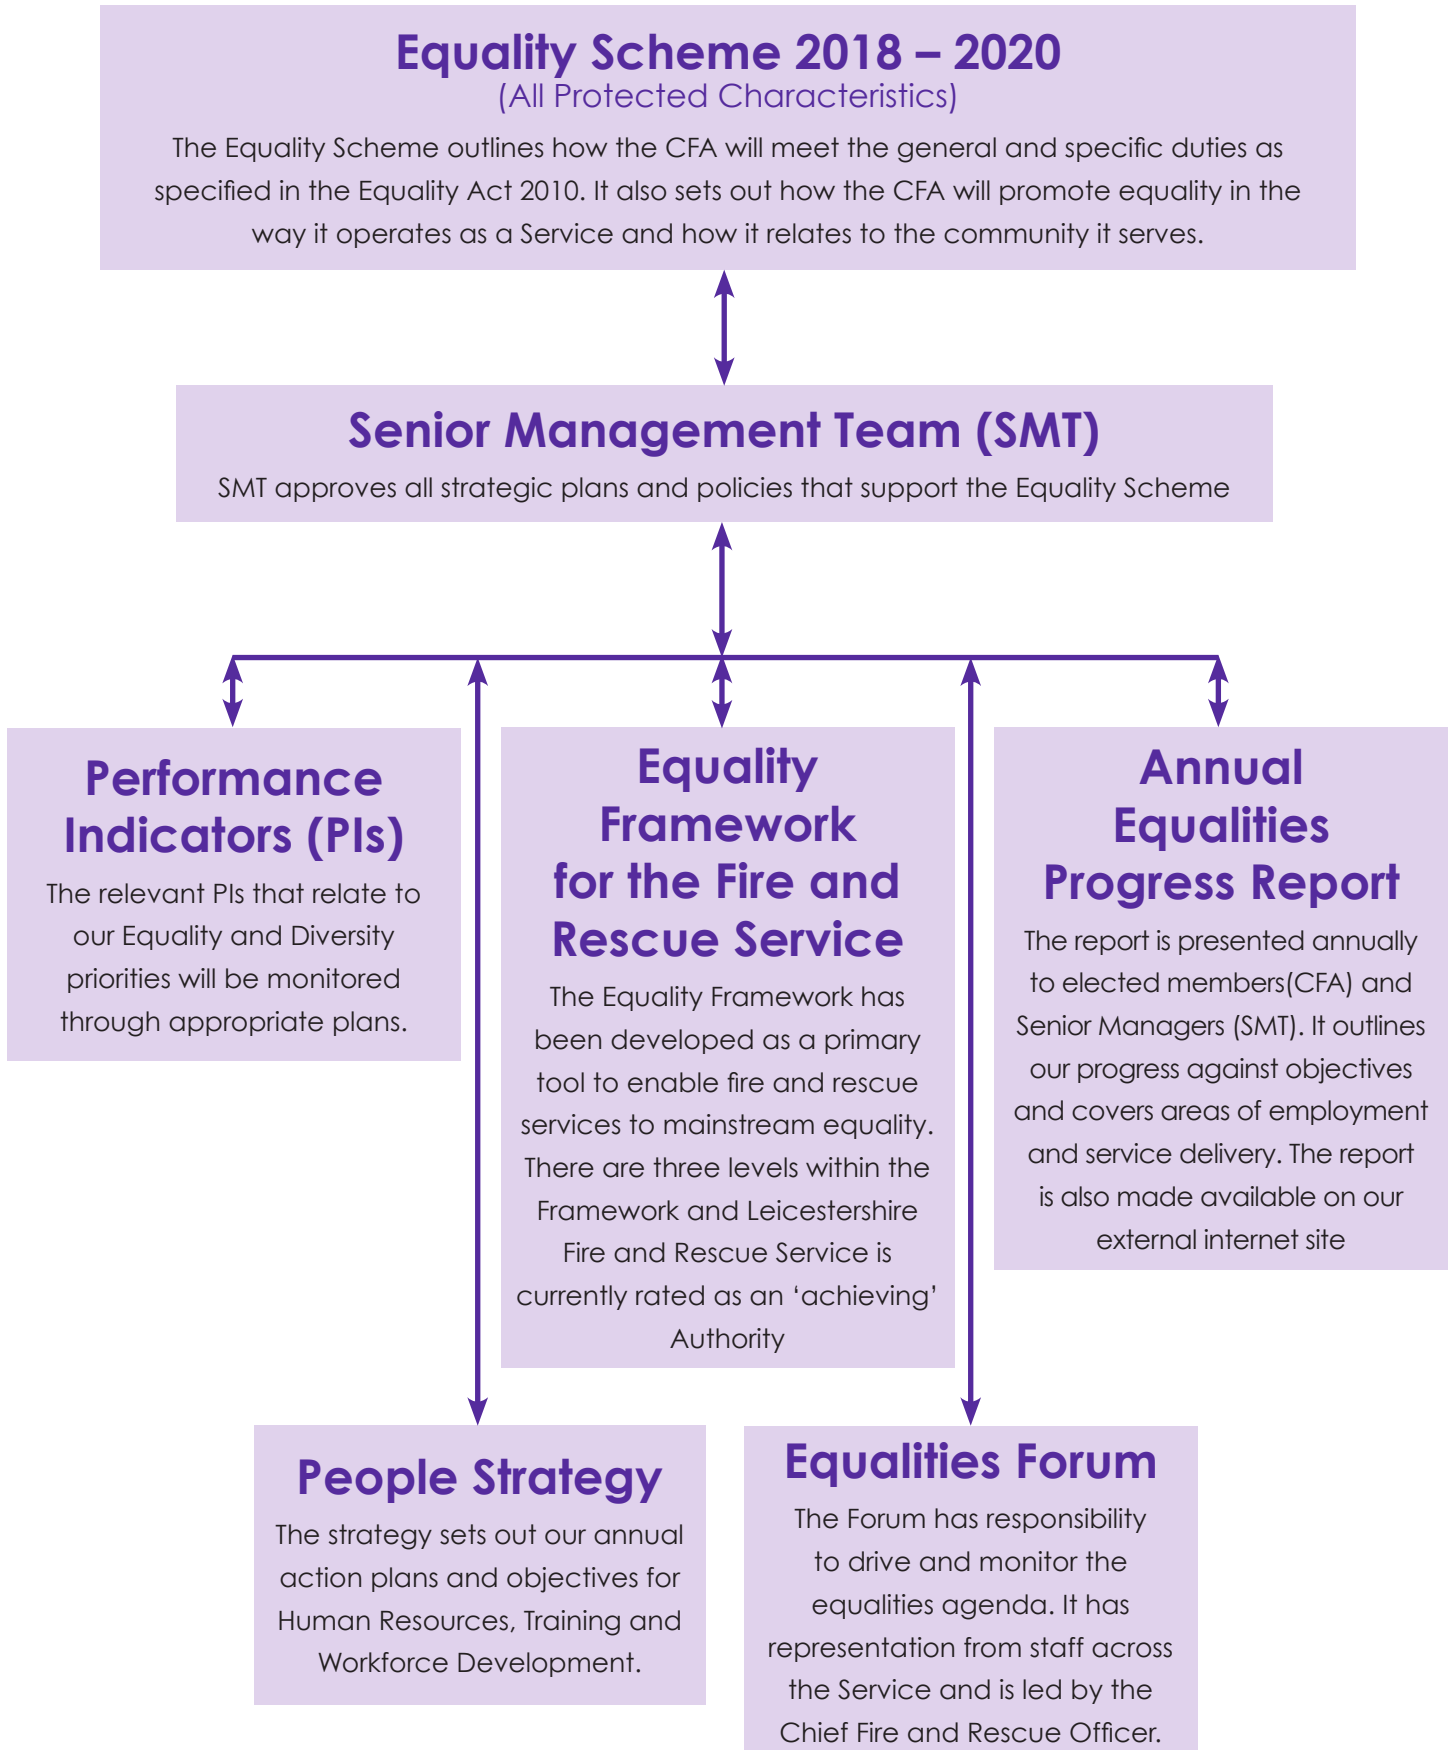 Equality Scheme 2018 – 2020
(All Protected Characteristics)
The Equality Scheme outlines how the CFA will meet the general and specific duties as
specified in the Equality Act 2010. It also sets out how the CFA will promote equality in the
way it operates as a Service and how it relates to the community it serves.
Senior Management Team (SMT)
SMT approves all strategic plans and policies that support the Equality Scheme
Performance
Indicators (PIs)
The relevant PIs that relate to
our Equality and Diversity
priorities will be monitored
through appropriate plans.
Equality
Framework
for the Fire and
Rescue Service
The Equality Framework has
been developed as a primary
tool to enable fire and rescue
services to mainstream equality.
There are three levels within the
Framework and Leicestershire
Fire and Rescue Service is
currently rated as an ‘achieving’
Authority
Annual
Equalities
Progress Report
The report is presented annually
to elected members(CFA) and
Senior Managers (SMT). It outlines
our progress against objectives
and covers areas of employment
and service delivery. The report
is also made available on our
external internet site
People Strategy
The strategy sets out our annual
action plans and objectives for
Human Resources, Training and
Workforce Development.
Equalities Forum
The Forum has responsibility
to drive and monitor the
equalities agenda. It has
representation from staff across
the Service and is led by the
Chief Fire and Rescue Officer.